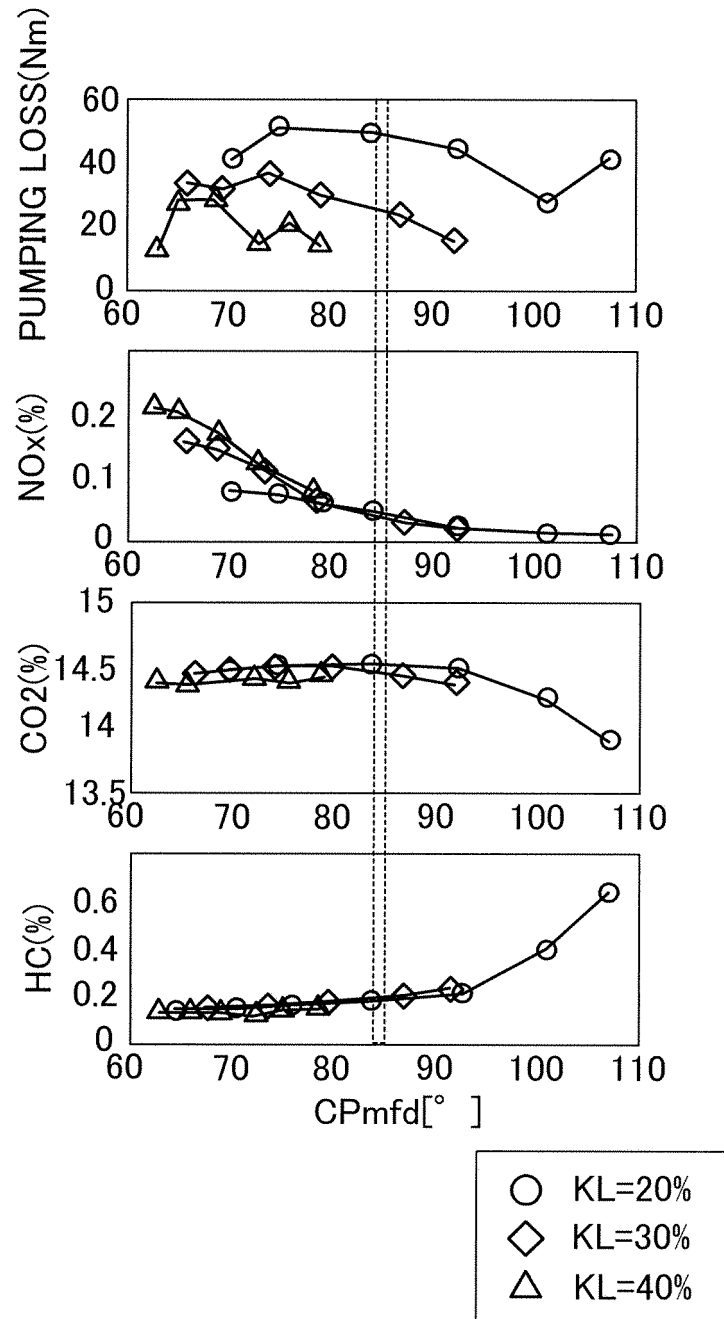 PUMPING LOSS(Nm)
60
40
20
0
60 70 80 90 100 110
NOx(%)
0.2
0.1
0
60 70 80 90 100 110
CO2(%)
15
14.5
14
13.5
60 70 80 90 100 110
HC(%)
0.6
0.4
0.2
0
60 70 80 90 100 110
CPmfd[° ]
KL=20%
KL=30%
KL=40%